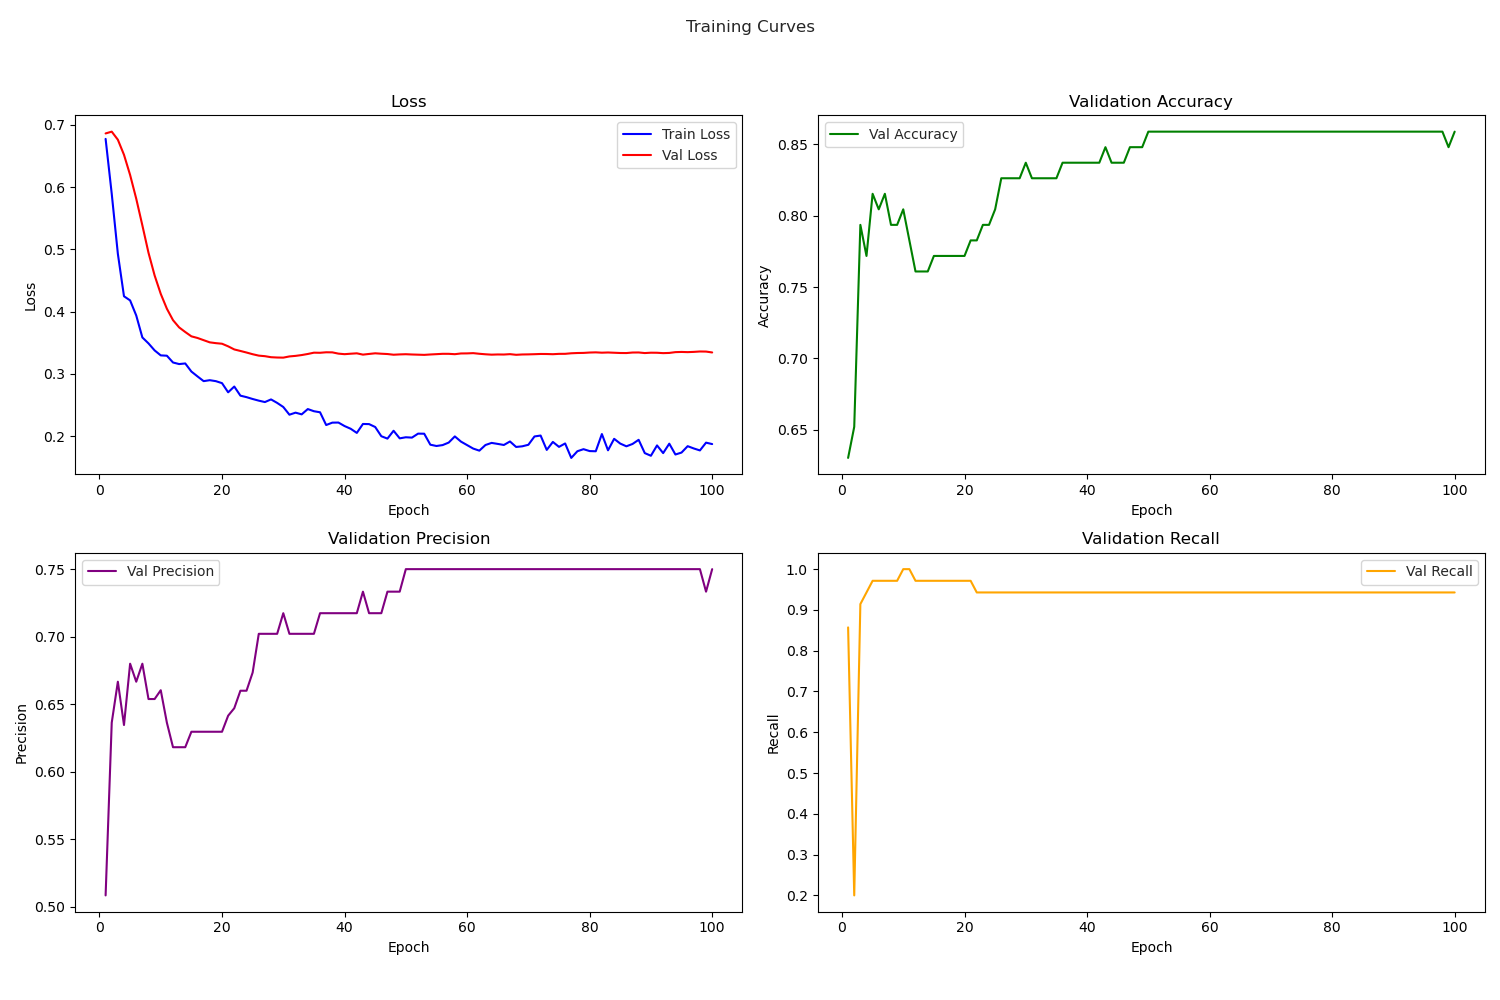 Training Curves
Loss
0.7
0.6
0.5
0.4
0.3
0.2
Loss
Train Loss
Val Loss
0 20 40 60 80 100
Epoch
Validation Accuracy
0.85
0.80
0.75
0.70
0.65
Accuracy
Val Accuracy
0 20 40 60 80 100
Epoch
Validation Precision
0.75
0.70
0.65
0.60
0.55
0.50
Precision
Val Precision
0 20 40 60 80 100
Epoch
Validation Recall
1.0
0.9
0.8
0.7
0.6
0.5
0.4
0.3
0.2
Recall
Val Recall
0 20 40 60 80 100
Epoch